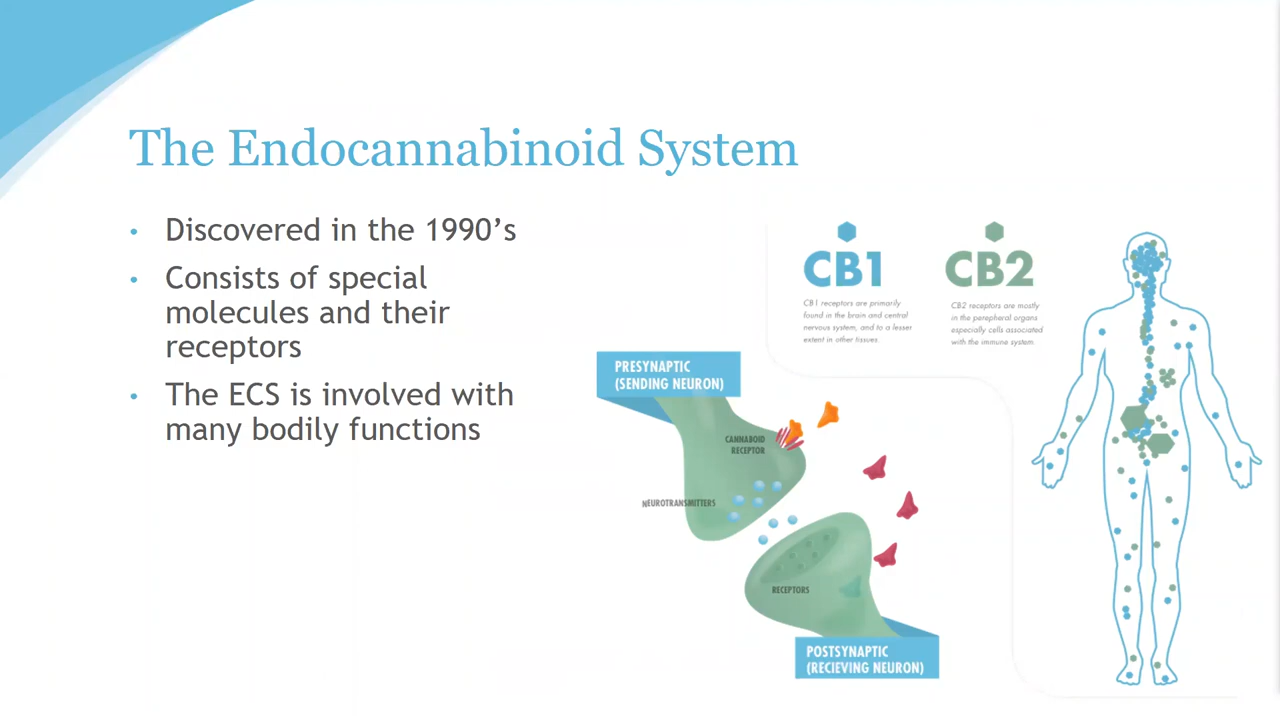 The Endocannabinoid System
• Discovered in the 1990’s
• Consists of special
molecules and their
receptors
• The ECS is involved with
many bodily functions
CB1
CB1 receptors are primarily
found in the brain and central
nervous system, and to a lesser
extent in other tissues
CB2
CB2 receptors are mostly
in the perepheral organs
especially cells associated
with the immune system
PRESYNAPTIC
(SENDING NEURON)
CANNABOID
RECEPTOR
NEUROTRANSMITTERS
RECEPTORS
POSTSYNAPTIC
(RECIEVING NEURON)